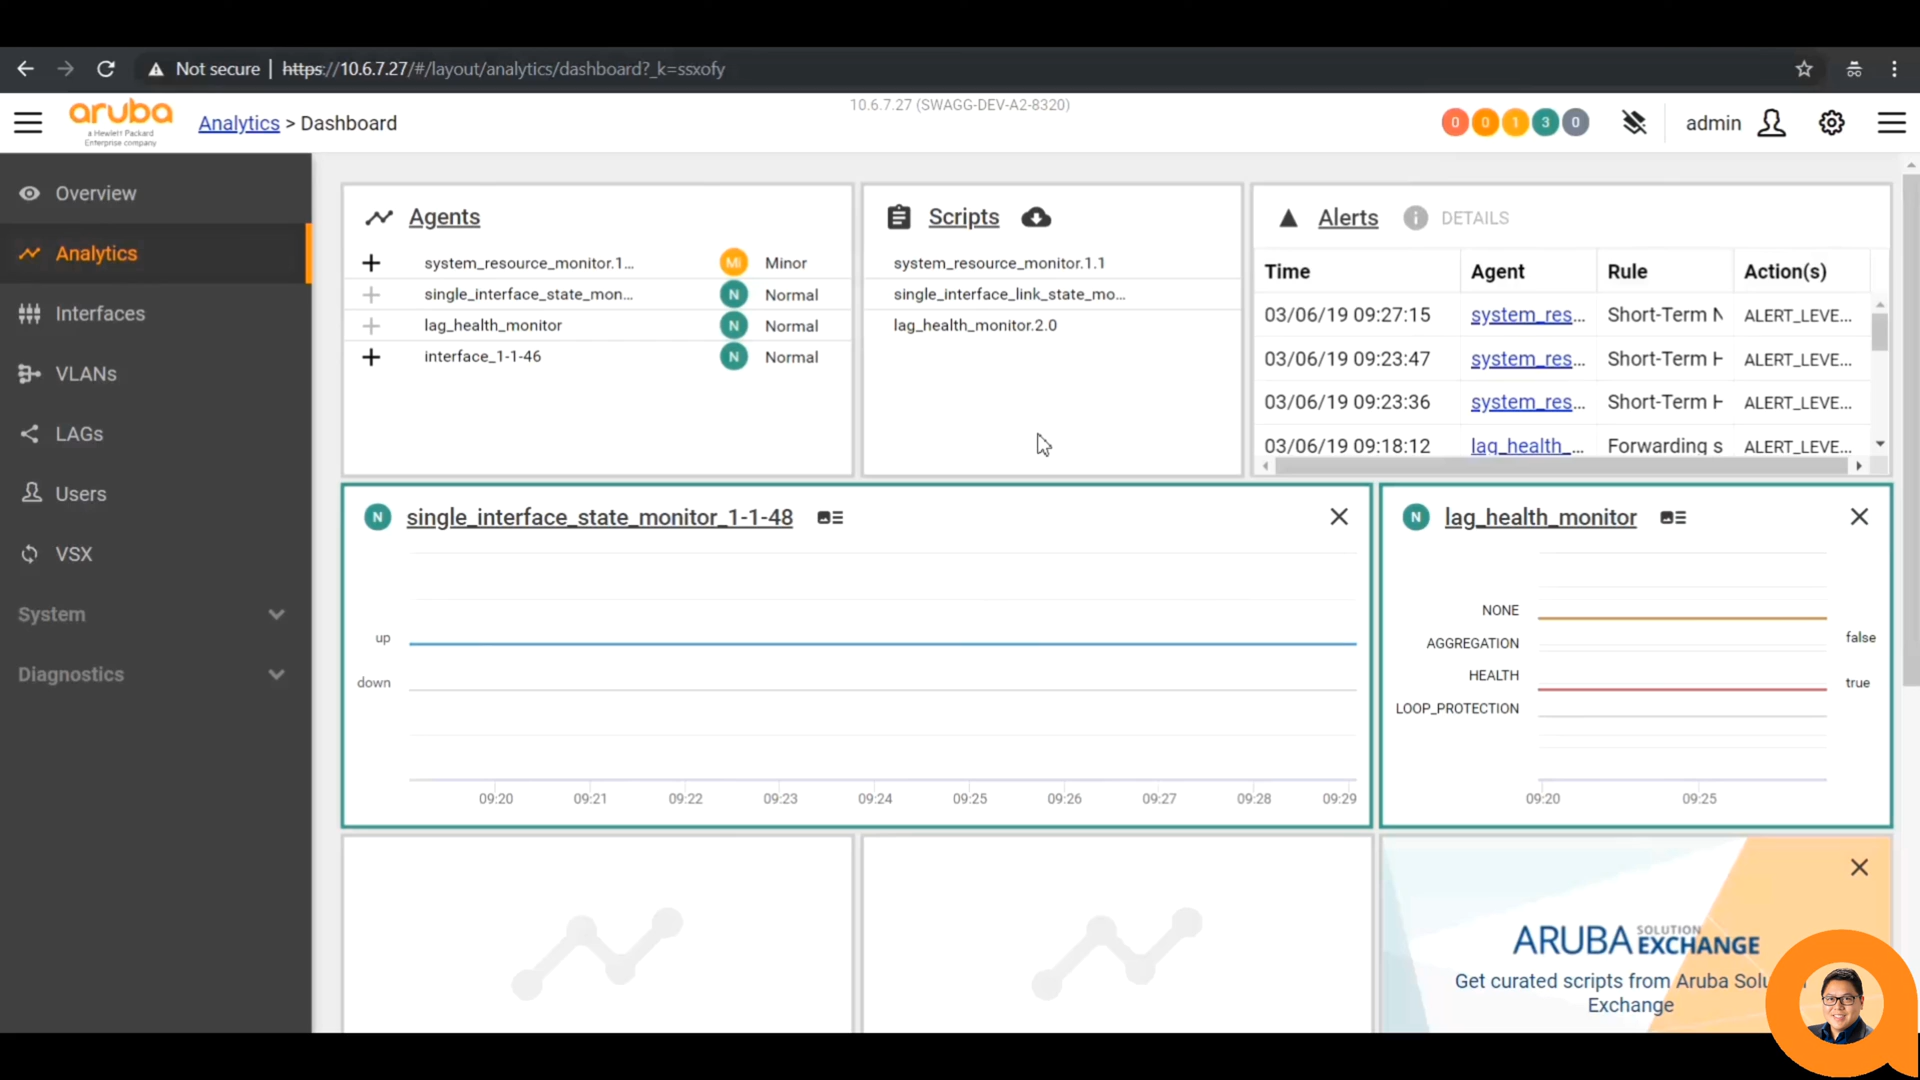 Not secure | https://10.6.7.27/#/layout/analytics/dashboard?_k=ssxofy
10.6.7.27 (SWAGG-DEV-A2-8320)
aruba
a Hewlett Packard
Enterprise company
Analytics > Dashboard
0 0 1 3 0
admin
Overview
Analytics
Interfaces
VLANs
LAGs
Users
VSX
System
Diagnostics
Agents
system_resource_monitor.1... Mi Minor
single_interface_state_mon... N Normal
lag_health_monitor N Normal
interface_1-1-46 N Normal
Scripts
system_resource_monitor.1.1
single_interface_link_state_mo...
lag_health_monitor.2.0
Alerts DETAILS
Time Agent Rule Action(s)
03/06/19 09:27:15 system_res... Short-Term ALERT_LEVE...
03/06/19 09:23:47 system_res... Short-Term ALERT_LEVE...
03/06/19 09:23:36 system_res... Short-Term ALERT_LEVE...
03/06/19 09:18:12 lag_health_... Forwarding s ALERT_LEVE...
N single_interface_state_monitor_1-1-48
up
down
09:20 09:21 09:22 09:23 09:24 09:25 09:26 09:27 09:28 09:29
N lag_health_monitor
NONE
AGGREGATION
HEALTH
LOOP_PROTECTION
false
true
09:20 09:25
ARUBA SOLUTION EXCHANGE
Get curated scripts from Aruba
Exchange